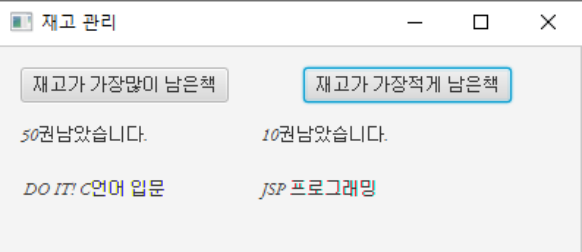 재고 관리
재고가 가장많이 남은책 재고가 가장적게 남은책
50권남았습니다. 10권남았습니다.
DO IT! C언어 입문 JSP 프로그래밍